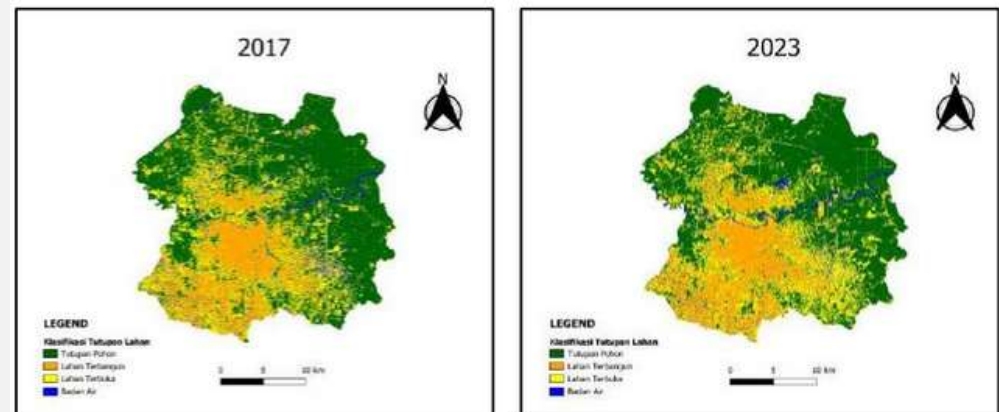 2017
N
LEGEND
Klasifikasi Tutupan Lahan
Tutupan Pohon
Lahan Terbangun
Lahan Terbuka
Badan Air
0 5 10 km
2023
N
LEGEND
Klasifikasi Tutupan Lahan
Tutupan Pohon
Lahan Terbangun
Lahan Terbuka
Badan Air
0 5 10 km